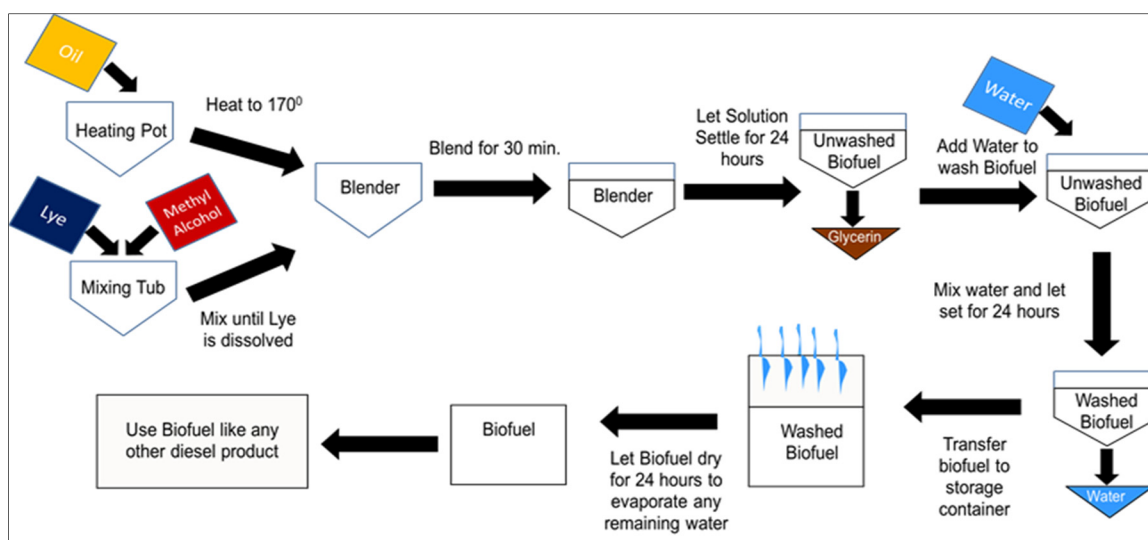 Oil
Heating Pot
Heat to 170⁰
Lye
Methyl
Alcohol
Mixing Tub
Mix until Lye
is dissolved
Blender
Blend for 30 min.
Blender
Let Solution
Settle for 24
hours
Unwashed
Biofuel
Glycerin
Add Water to
wash Biofuel
Water
Unwashed
Biofuel
Mix water and let
set for 24 hours
Washed
Biofuel
Water
Transfer
biofuel to
storage
container
Washed
Biofuel
Let Biofuel dry
for 24 hours to
evaporate any
remaining water
Biofuel
Use Biofuel like any
other diesel product